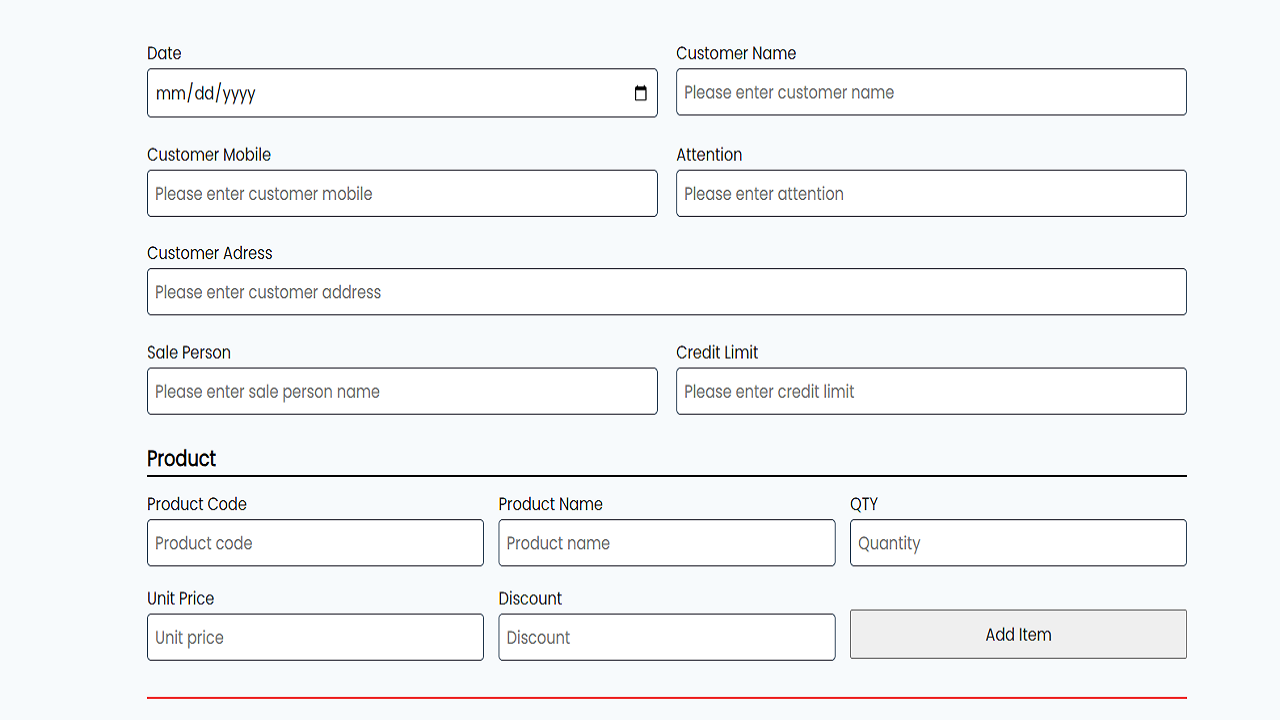 Date Customer Name
mm/dd/yyyy Please enter customer name
Customer Mobile Attention
Please enter customer mobile Please enter attention
Customer Adress
Please enter customer address
Sale Person Credit Limit
Please enter sale person name Please enter credit limit
Product
Product Code Product Name QTY
Product code Product name Quantity
Unit Price Discount
Unit price Discount Add Item